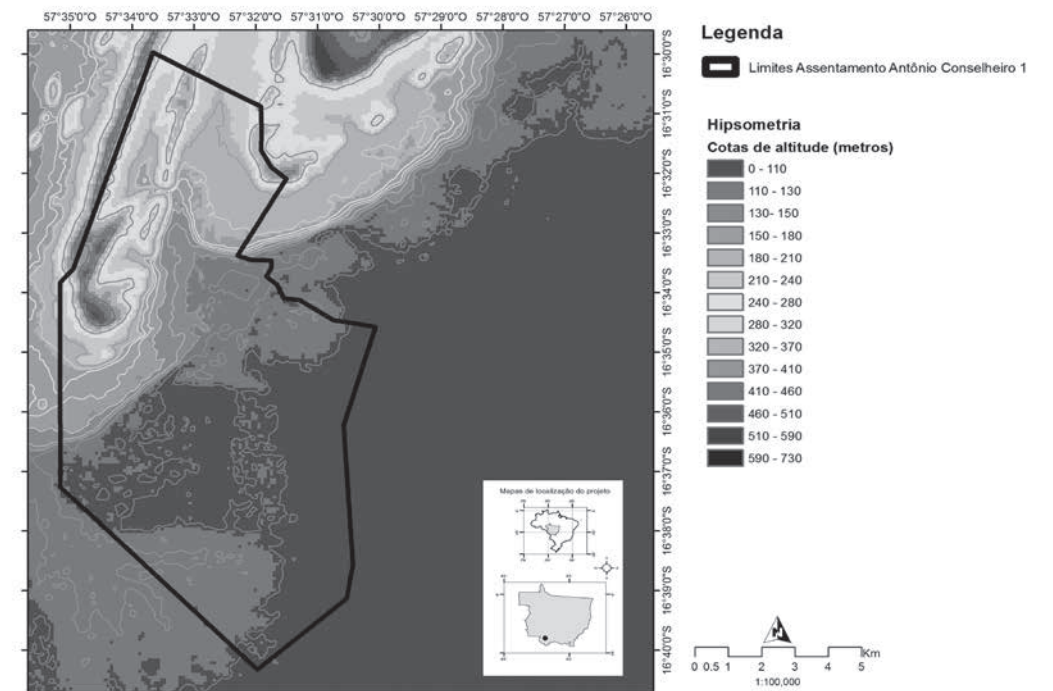 57°35'0"O 57°34'0"O 57°33'0"O 57°32'0"O 57°31'0"O 57°30'0"O 57°29'0"O 57°28'0"O 57°27'0"O 57°26'0"O
16°30'0"S
16°31'0"S
16°32'0"S
16°33'0"S
16°34'0"S
16°35'0"S
16°36'0"S
16°37'0"S
16°38'0"S
16°39'0"S
16°40'0"S
Legenda
Limites Assentamento Antônio Conselheiro 1
Hipsometria
Cotas de altitude (metros)
0 - 110
110 - 130
130- 150
150 - 180
180 - 210
210 - 240
240 - 280
280 - 320
320 - 370
370 - 410
410 - 460
460 - 510
510 - 590
590 - 730
Mapas de localização do projeto
N
0 0.5 1 2 3 4 5 Km
1:100,000